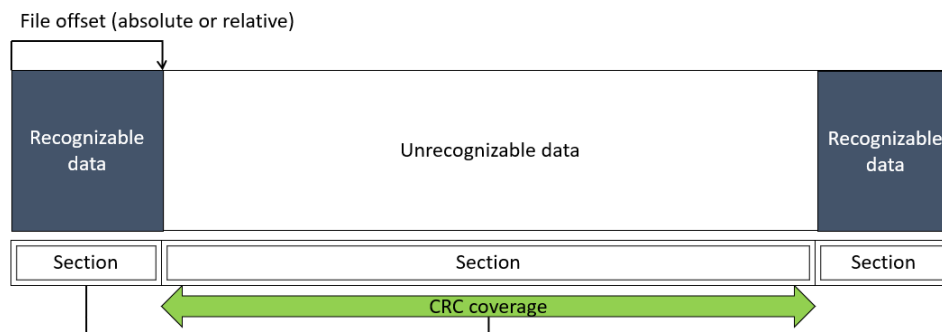 File offset (absolute or relative)
Recognizable
data
Unrecognizable data
Recognizable
data
Section
Section
Section
CRC coverage